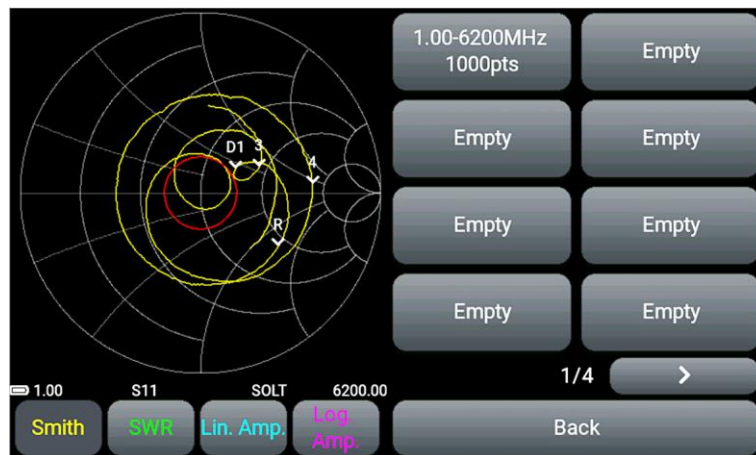 1.00-6200MHz
1000pts
Empty
Empty
Empty
Empty
Empty
Empty
Empty
D1
3
4
R
1/4
>
1.00
S11
SOLT
6200.00
Smith
SWR
Lin. Amp.
Log.
Amp.
Back